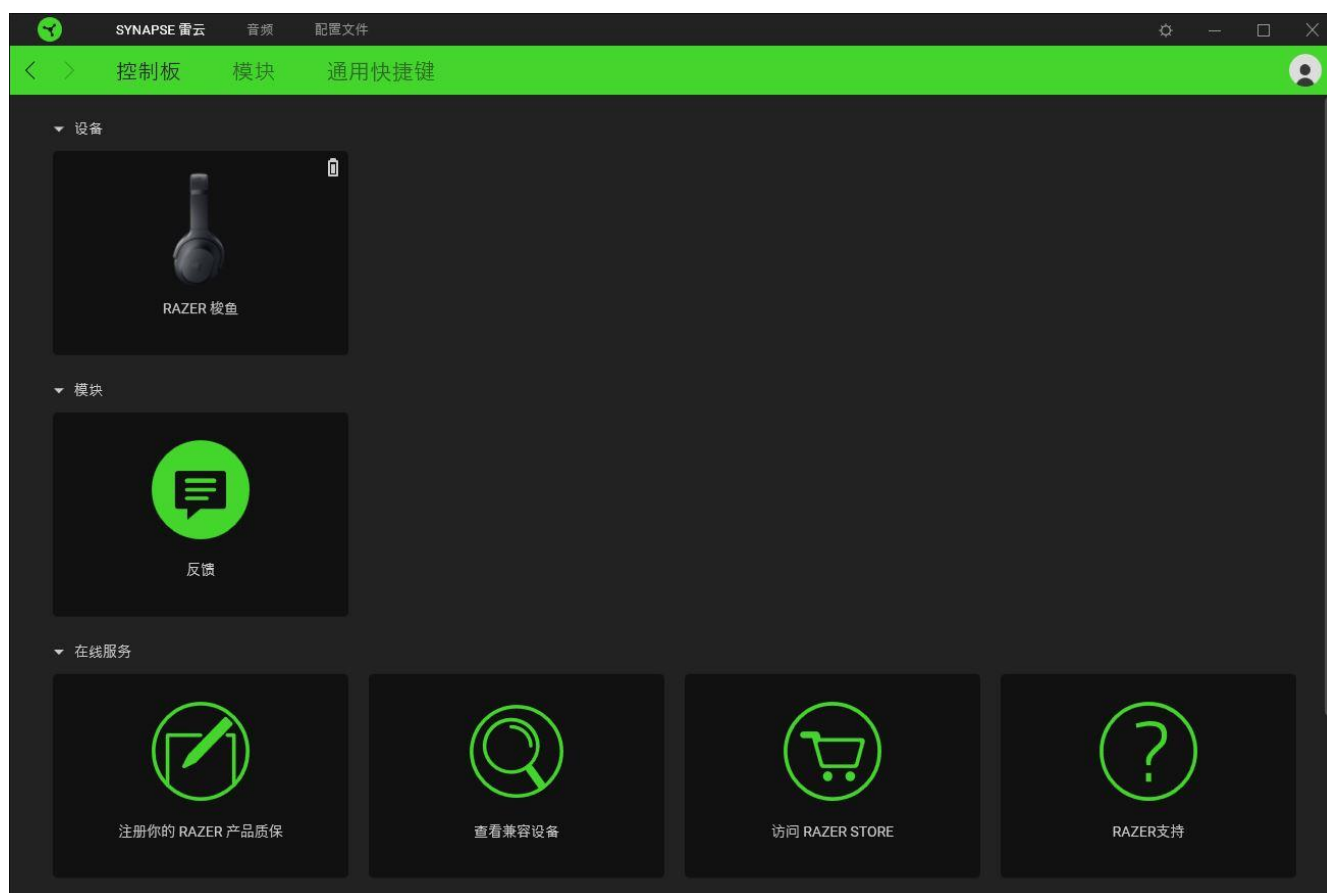 SYNAPSE 雷云 音频 配置文件
控制板 模块 通用快捷键
设备
RAZER 梭鱼
模块
反馈
在线服务
注册你的 RAZER 产品质保 查看兼容设备 访问 RAZER STORE RAZER支持